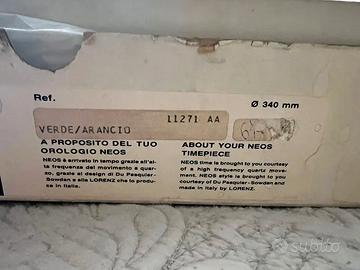 Ref.
Ø 340 mm
11271 AA
VERDE/ARANCIO
A PROPOSITO DEL TUO
OROLOGIO NEOS
NEOS è arrivato in tempo grazie all'al-
ta frequenza del movimento a quar-
zo, grazie al design di Du Pasquier-
Sowden e alla LORENZ che lo produ-
ce in Italia.
ABOUT YOUR NEOS
TIMEPIECE
NEOS time is brought to you courtesy
of a high frequency quartz move-
ment. NEOS style is brought to you
courtesy of Du Pasquier-Sowden and
made in Italy by LORENZ.
subito